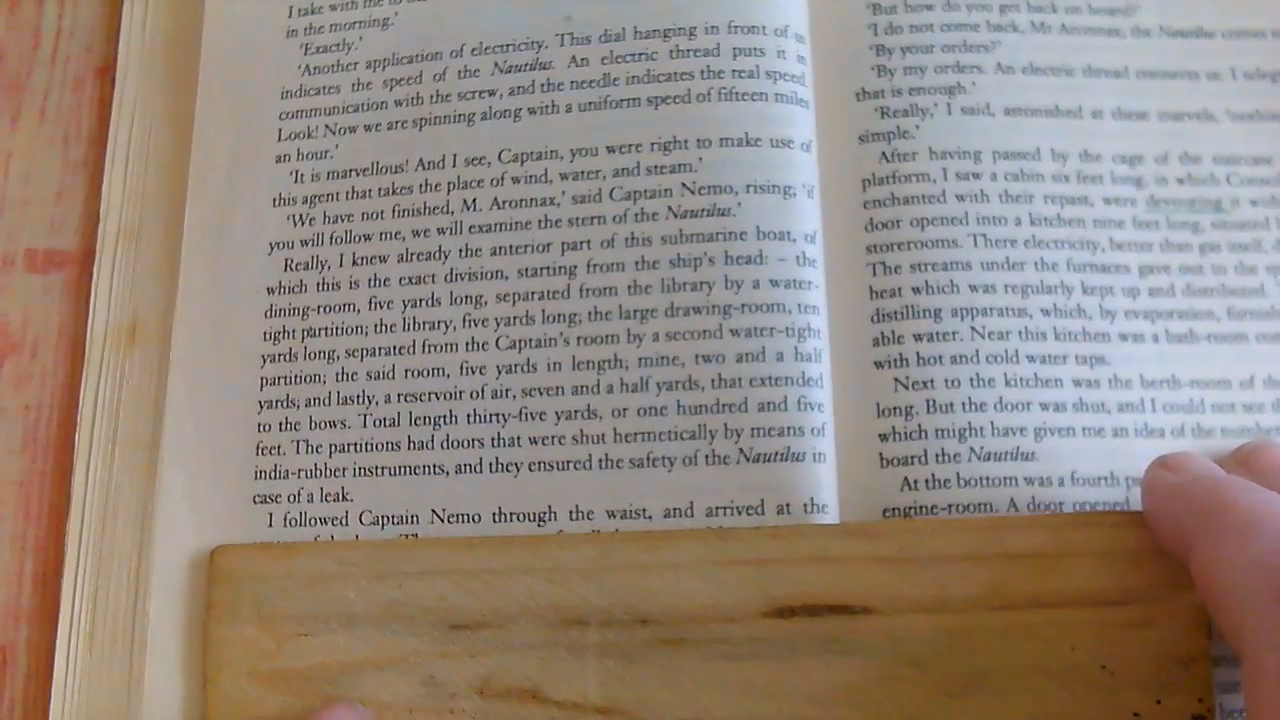 I take with me to
in the morning.'
'Exactly.'
'Another application of electricity. This dial hanging in front of
indicates the speed of the Nautilus. An electric thread puts it in
communication with the screw, and the needle indicates the real speed.
Look! Now we are spinning along with a uniform speed of fifteen miles
an hour.'
'It is marvellous! And I see, Captain, you were right to make use of
this agent that takes the place of wind, water, and steam.'
'We have not finished, M. Aronnax,' said Captain Nemo, rising; 'if
you will follow me, we will examine the stern of the Nautilus.'
Really, I knew already the anterior part of this submarine boat, of
which this is the exact division, starting from the ship's head: – the
dining-room, five yards long, separated from the library by a water-
tight partition; the library, five yards long; the large drawing-room, ten
yards long, separated from the Captain's room by a second water-tight
partition; the said room, five yards in length; mine, two and a half
yards; and lastly, a reservoir of air, seven and a half yards, that extended
to the bows. Total length thirty-five yards, or one hundred and five
feet. The partitions had doors that were shut hermetically by means of
india-rubber instruments, and they ensured the safety of the Nautilus in
case of a leak.
I followed Captain Nemo through the waist, and arrived at the
'But how do you get back on board?'
'I do not come back, Mr Aronnax, the Nautilus comes
'By your orders?'
'By my orders. An electric thread connects us. I
that is enough.'
'Really,' I said, astonished at these marvels, 'nothing
simple.'
After having passed by the cage of the staircase
platform, I saw a cabin six feet long, in which
enchanted with their repast, were devouring it
door opened into a kitchen nine feet long, situated
storerooms. There electricity, better than gas itself,
The streams under the furnaces gave out to the
heat which was regularly kept up and distributed.
distilling apparatus, which, by evaporation,
able water. Near this kitchen was a bath-room
with hot and cold water taps.
Next to the kitchen was the berth-room of the
long. But the door was shut, and I could not see
which might have given me an idea of the number
board the Nautilus.
At the bottom was a fourth
engine-room. A door opened